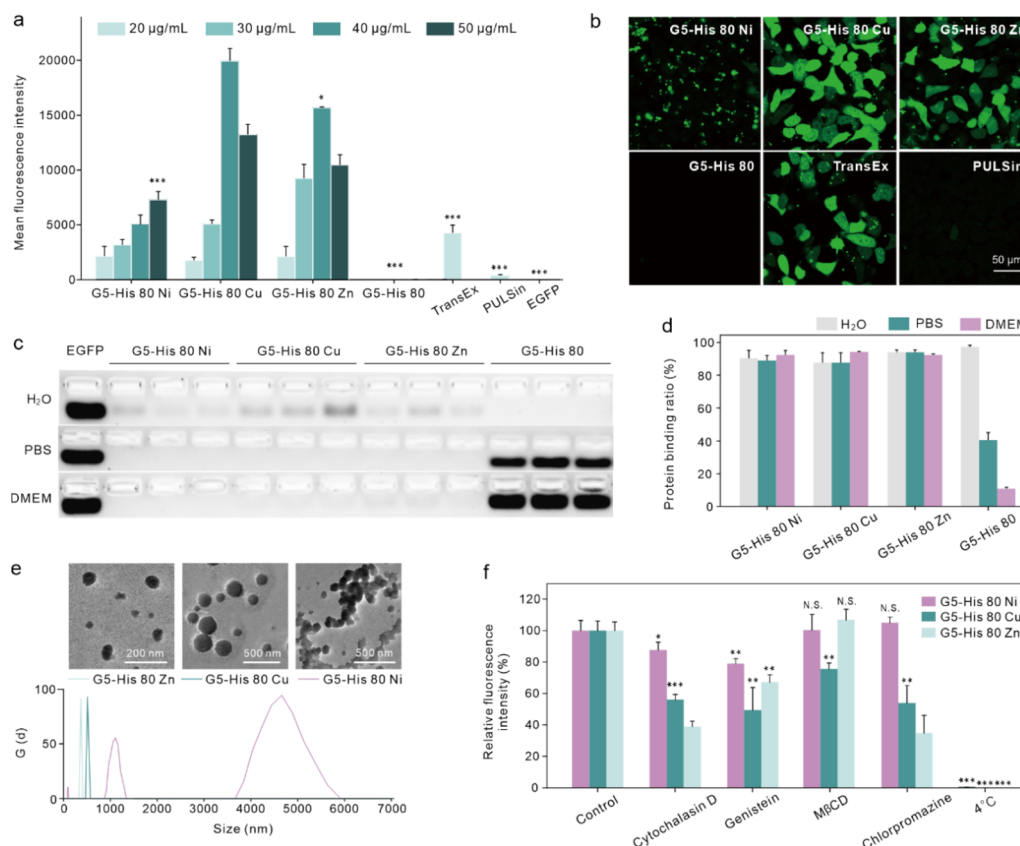 a
20 µg/mL 30 µg/mL 40 µg/mL 50 µg/mL
Mean fluorescence intensity
20000
15000
10000
5000
0
***
*
***
***
***
***
G5-His 80 Ni G5-His 80 Cu G5-His 80 Zn G5-His 80 TransEx PULSin EGFP
b
G5-His 80 Ni G5-His 80 Cu G5-His 80 Zn
G5-His 80 TransEx PULSin
50 µm
c
EGFP G5-His 80 Ni G5-His 80 Cu G5-His 80 Zn G5-His 80
H₂O
PBS
DMEM
d
H₂O PBS DMEM
Protein binding ratio (%)
100
80
60
40
20
0
G5-His 80 Ni G5-His 80 Cu G5-His 80 Zn G5-His 80
e
200 nm 500 nm 500 nm
G5-His 80 Zn G5-His 80 Cu G5-His 80 Ni
G (d)
100
50
0
0 1000 2000 3000 4000 5000 6000 7000
Size (nm)
f
G5-His 80 Ni
G5-His 80 Cu
G5-His 80 Zn
Relative fluorescence
intensity (%)
120
100
80
60
40
20
0
* *** ** ** ** N.S. ** N.S. N.S. ** *** *** ***
Control Cytochalasin D Genistein MβCD Chlorpromazine 4°C